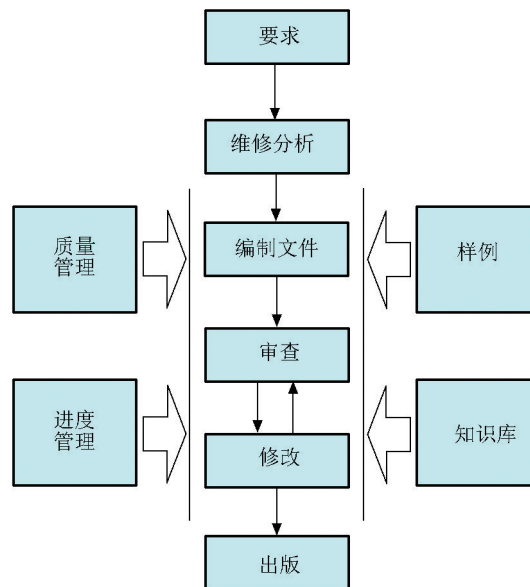 要求
维修分析
质量
管理
编制文件
样例
审查
进度
管理
修改
知识库
出版